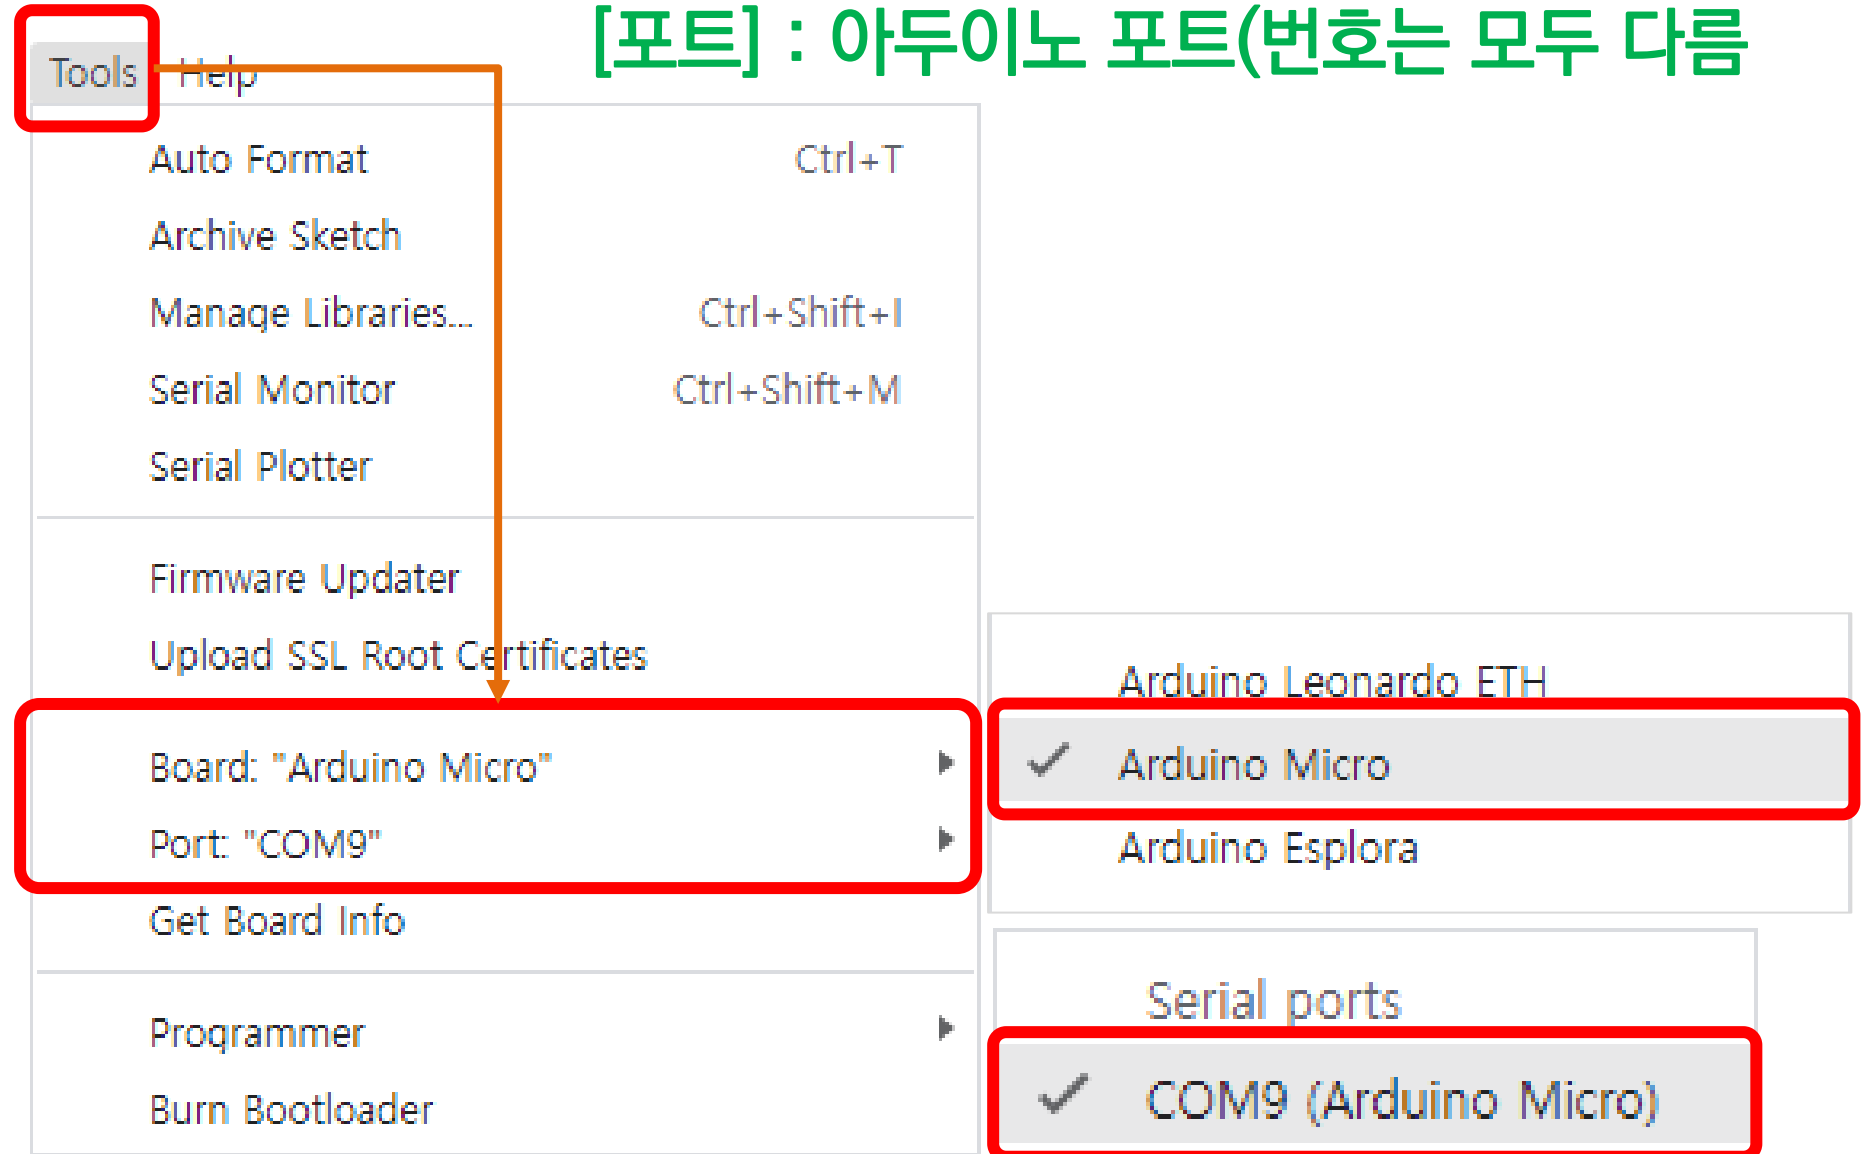 [포트] : 아두이노 포트(번호는 모두 다름
Tools Help
Auto Format Ctrl+T
Archive Sketch
Manage Libraries... Ctrl+Shift+I
Serial Monitor Ctrl+Shift+M
Serial Plotter
Firmware Updater
Upload SSL Root Certificates
Board: "Arduino Micro"
Port: "COM9"
Get Board Info
Programmer
Burn Bootloader
Arduino Leonardo ETH
Arduino Micro
Arduino Esplora
Serial ports
COM9 (Arduino Micro)